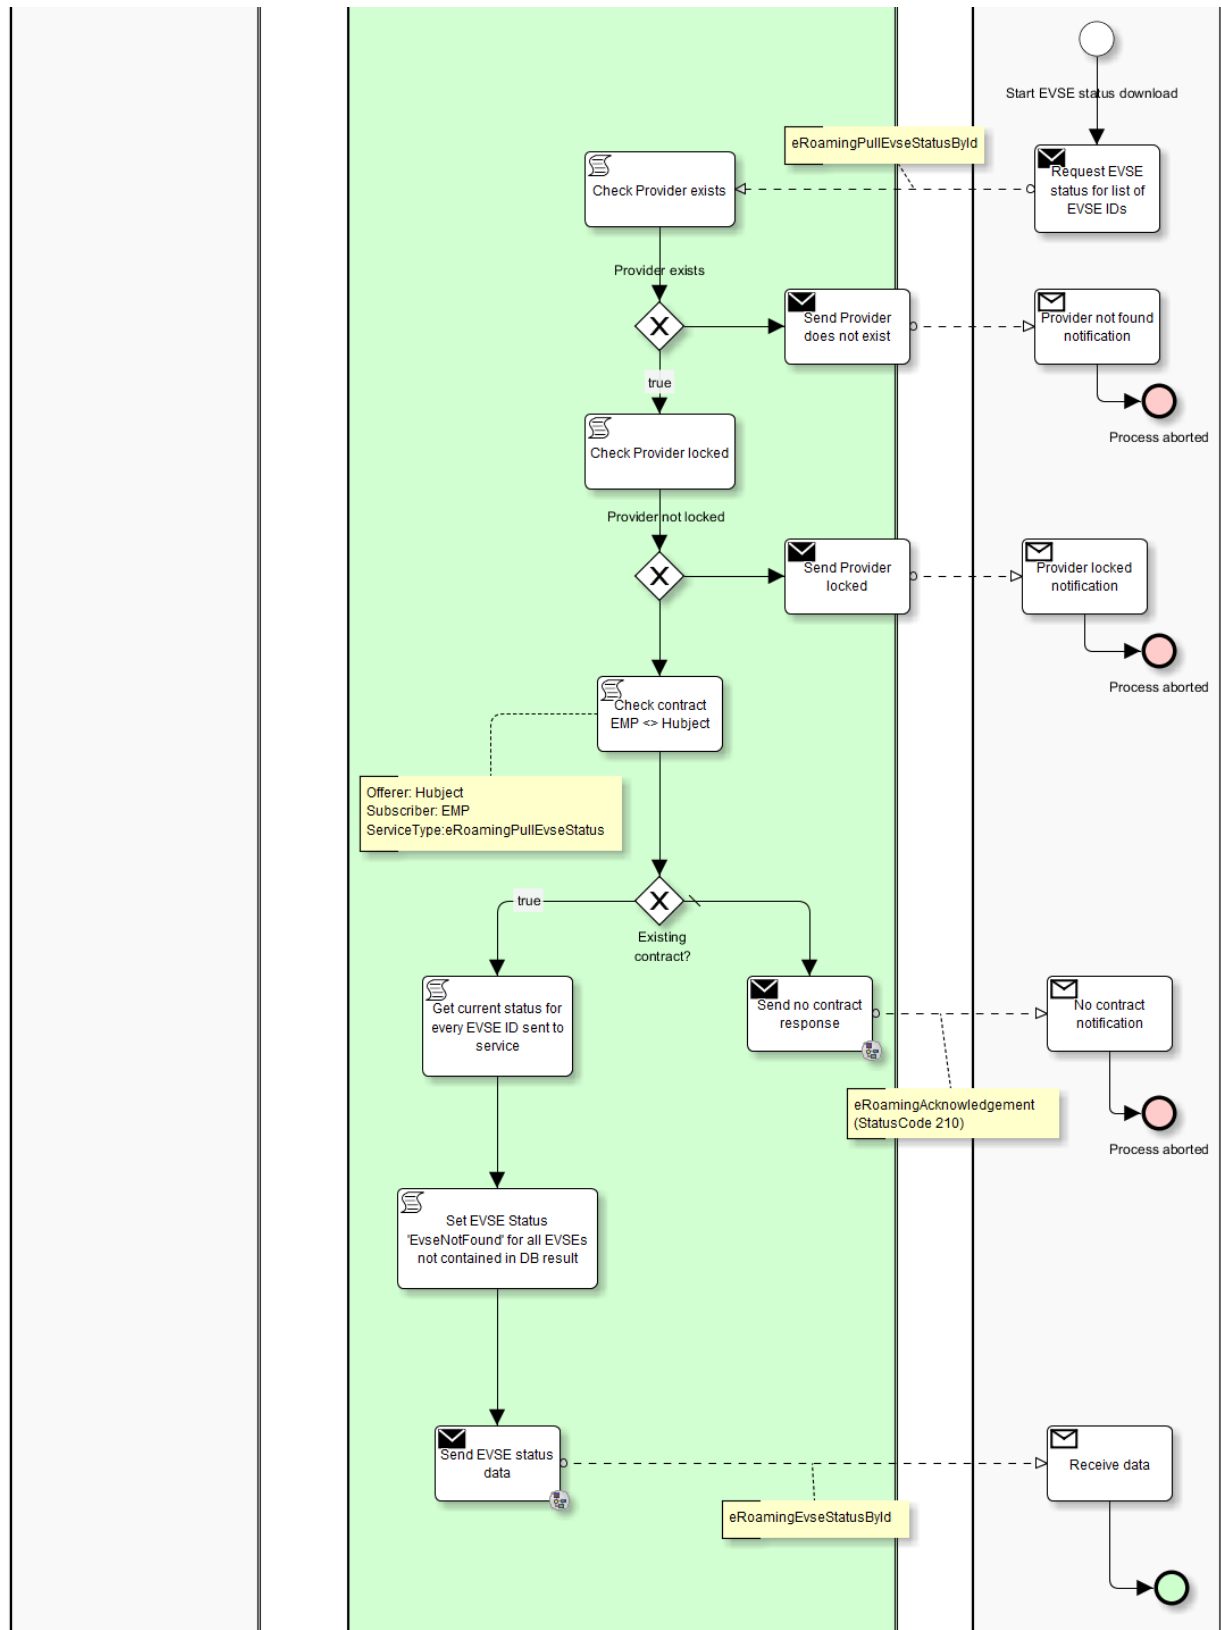 Start EVSE status download
eRoamingPullEvseStatusById
Check Provider exists
Request EVSE
status for list of
EVSE IDs
Provider exists
Send Provider
does not exist
Provider not found
notification
true
Process aborted
Check Provider locked
Provider not locked
Send Provider
locked
Provider locked
notification
Process aborted
Check contract
EMP <> Hubject
Offerer: Hubject
Subscriber: EMP
ServiceType:eRoamingPullEvseStatus
true
Existing
contract?
Get current status for
every EVSE ID sent to
service
Send no contract
response
No contract
notification
eRoamingAcknowledgement
(StatusCode 210)
Process aborted
Set EVSE Status
'EvseNotFound' for all EVSEs
not contained in DB result
Send EVSE status
data
Receive data
eRoamingEvseStatusById